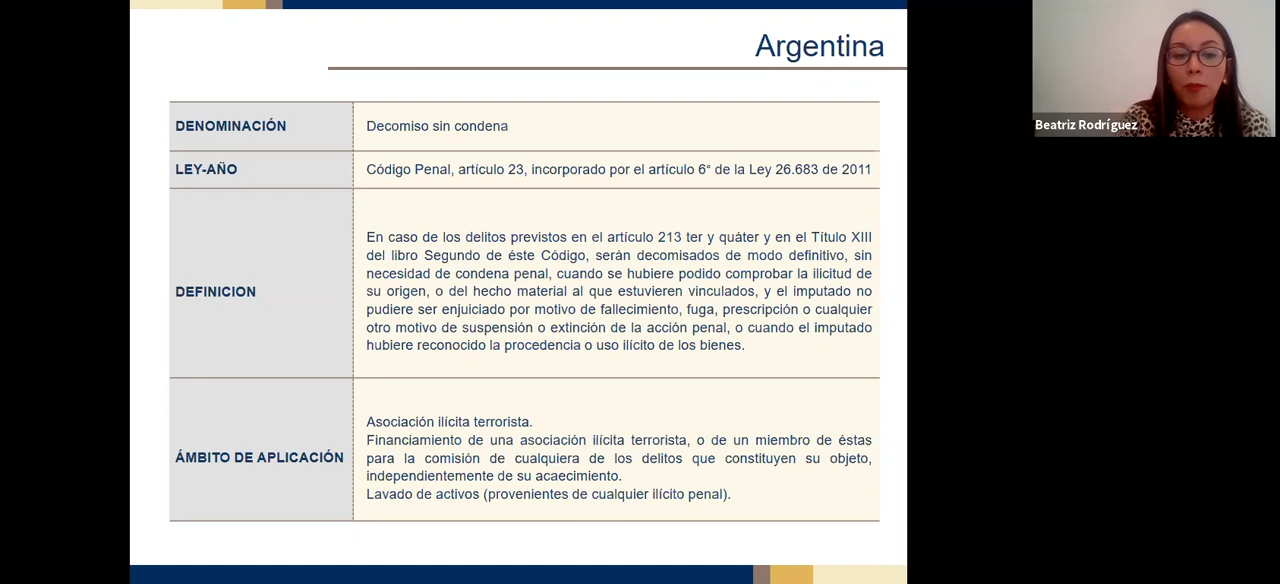 Argentina
DENOMINACIÓN
Decomiso sin condena
LEY-AÑO
Código Penal, artículo 23, incorporado por el artículo 6° de la Ley 26.683 de 2011
DEFINICION
En caso de los delitos previstos en el artículo 213 ter y quáter y en el Título XIII
del libro Segundo de éste Código, serán decomisados de modo definitivo, sin
necesidad de condena penal, cuando se hubiere podido comprobar la ilicitud de
su origen, o del hecho material al que estuvieren vinculados, y el imputado no
pudiere ser enjuiciado por motivo de fallecimiento, fuga, prescripción o cualquier
otro motivo de suspensión o extinción de la acción penal, o cuando el imputado
hubiere reconocido la procedencia o uso ilícito de los bienes.
ÁMBITO DE APLICACIÓN
Asociación ilícita terrorista.
Financiamiento de una asociación ilícita terrorista, o de un miembro de éstas
para la comisión de cualquiera de los delitos que constituyen su objeto,
independientemente de su acaecimiento.
Lavado de activos (provenientes de cualquier ilícito penal).
Beatriz Rodríguez